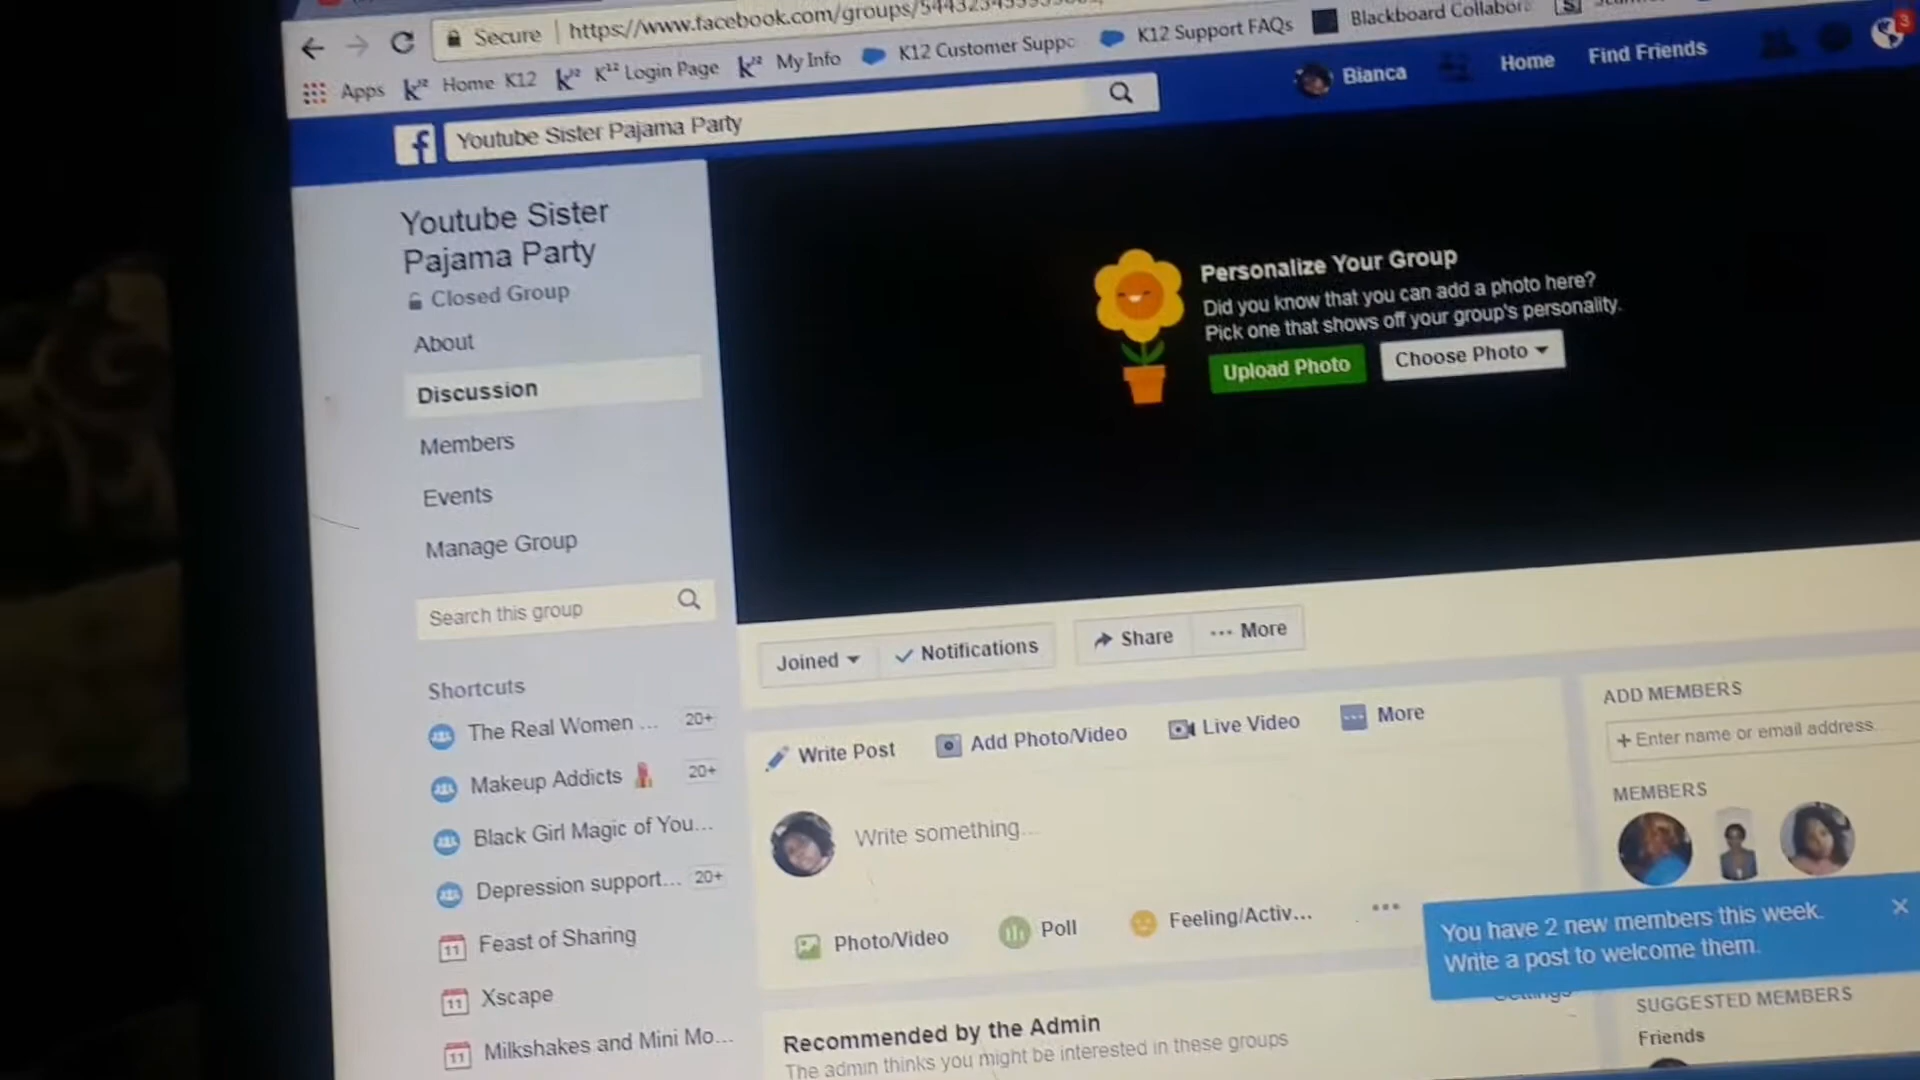 Secure
https://www.facebook.com/groups/
Apps
Home K12
K12 Login Page
My Info
K12 Customer Suppo
K12 Support FAQs
Blackboard Collabor
Youtube Sister Pajama Party
Bianca
Home
Find Friends
3
Youtube Sister
Pajama Party
Closed Group
About
Discussion
Members
Events
Manage Group
Search this group
Shortcuts
The Real Women ... 20+
Makeup Addicts 20+
Black Girl Magic of You...
Depression support... 20+
11 Feast of Sharing
11 Xscape
11 Milkshakes and Mini Mo...
Personalize Your Group
Did you know that you can add a photo here?
Pick one that shows off your group's personality.
Upload Photo
Choose Photo
Joined
Notifications
Share
... More
Write Post
Add Photo/Video
Live Video
More
Write something...
Photo/Video
Poll
Feeling/Activ...
...
Recommended by the Admin
The admin thinks you might be interested in these groups
ADD MEMBERS
+ Enter name or email address...
MEMBERS
You have 2 new members this week.
Write a post to welcome them.
SUGGESTED MEMBERS
Friends